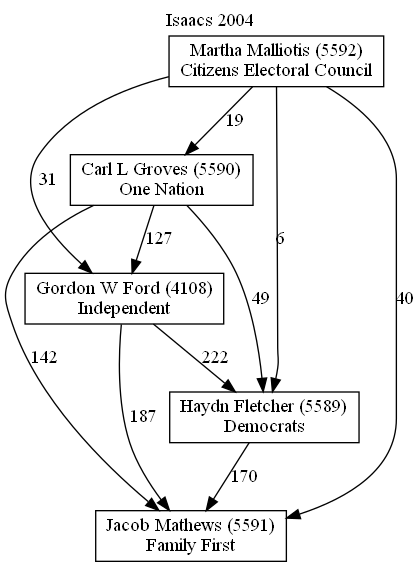 Isaacs 2004
Martha Malliotis (5592)
Citizens Electoral Council
19
Carl L Groves (5590)
One Nation
31
127
6
49
40
Gordon W Ford (4108)
Independent
142
222
187
Haydn Fletcher (5589)
Democrats
170
Jacob Mathews (5591)
Family First